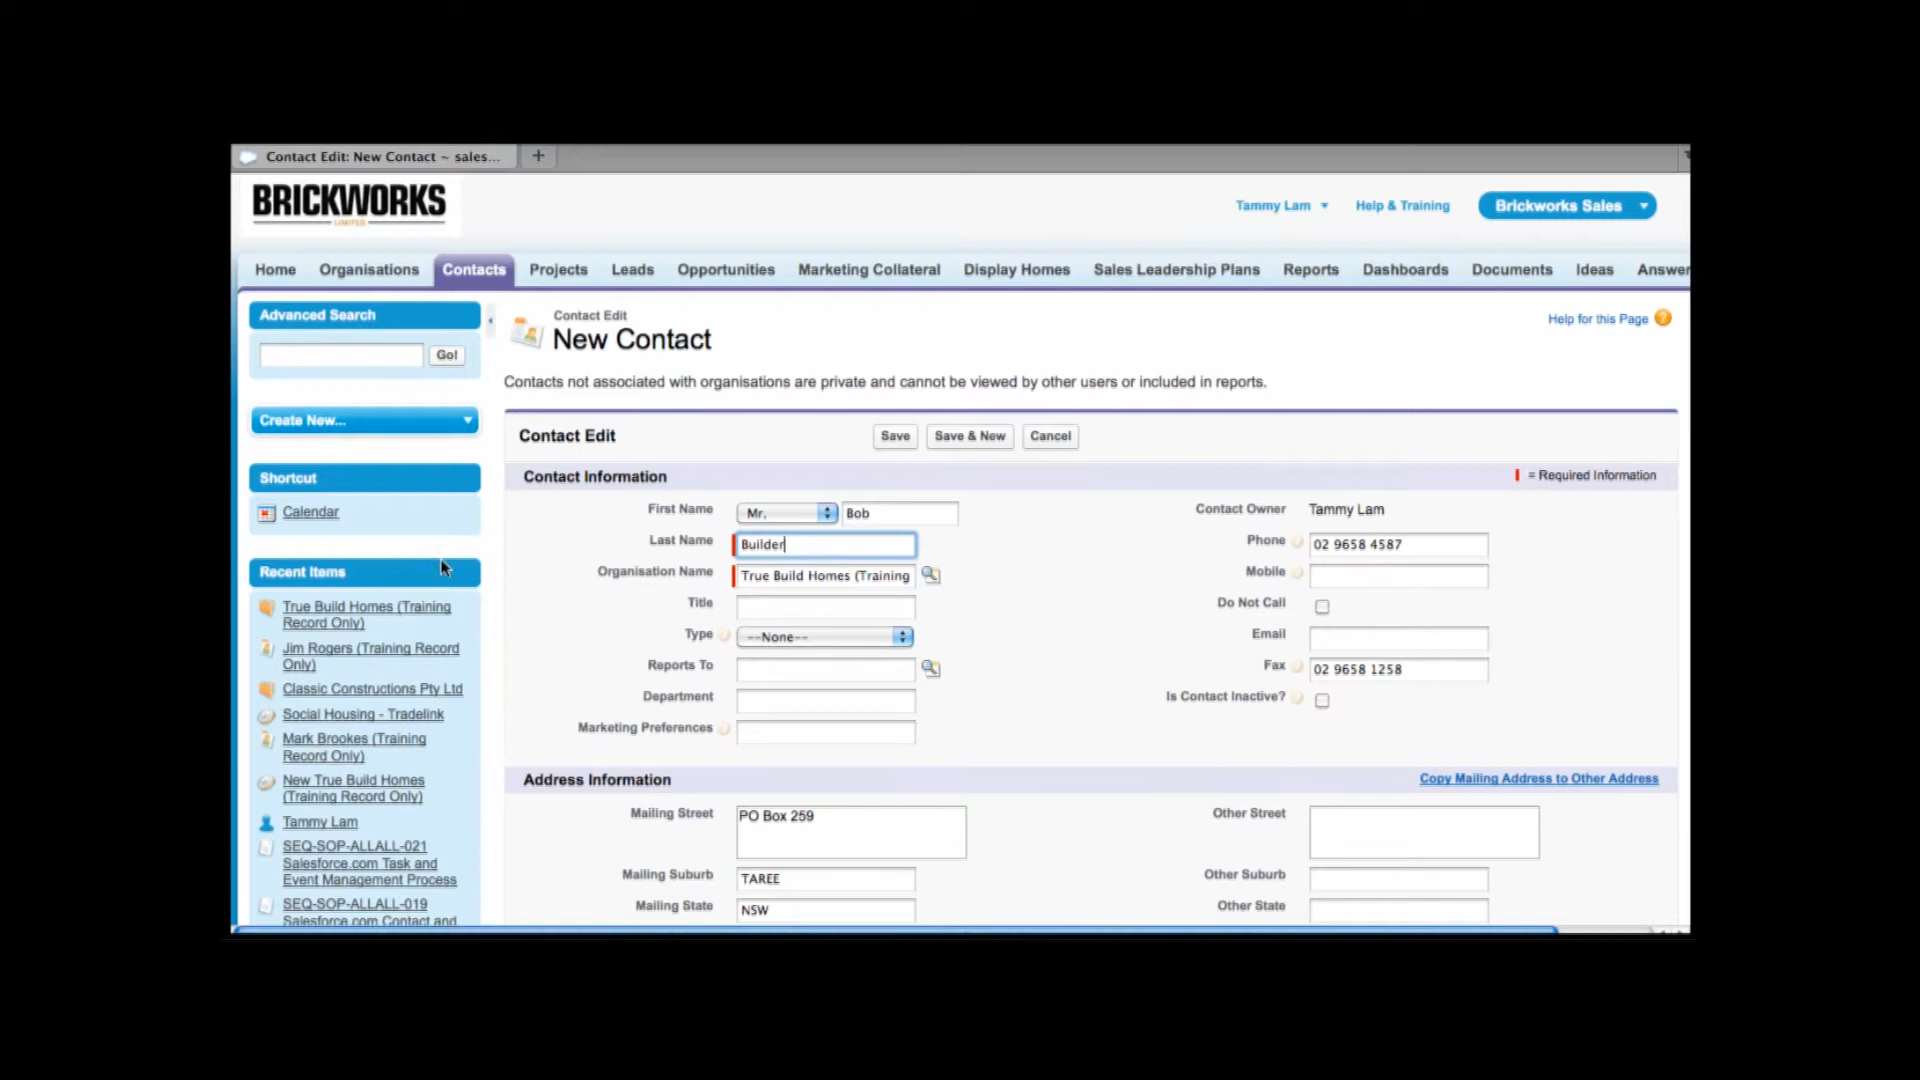 Contact Edit: New Contact ~ sales...
BRICKWORKS
LIMITED
Tammy Lam
Help & Training
Brickworks Sales
Home
Organisations
Contacts
Projects
Leads
Opportunities
Marketing Collateral
Display Homes
Sales Leadership Plans
Reports
Dashboards
Documents
Ideas
Answer
Advanced Search
Go!
Create New...
Shortcut
Calendar
Recent Items
True Build Homes (Training
Record Only)
Jim Rogers (Training Record
Only)
Classic Constructions Pty Ltd
Social Housing - Tradelink
Mark Brookes (Training
Record Only)
New True Build Homes
(Training Record Only)
Tammy Lam
SEQ-SOP-ALLALL-021
Salesforce.com Task and
Event Management Process
SEQ-SOP-ALLALL-019
Salesforce.com Contact and
Contact Edit
New Contact
Help for this Page
Contacts not associated with organisations are private and cannot be viewed by other users or included in reports.
Contact Edit
Save
Save & New
Cancel
Contact Information
= Required Information
First Name Mr. Bob
Last Name Builder
Organisation Name True Build Homes (Training
Title
Type --None--
Reports To
Department
Marketing Preferences
Contact Owner Tammy Lam
Phone 02 9658 4587
Mobile
Do Not Call
Email
Fax 02 9658 1258
Is Contact Inactive?
Address Information
Copy Mailing Address to Other Address
Mailing Street PO Box 259
Mailing Suburb TAREE
Mailing State NSW
Other Street
Other Suburb
Other State